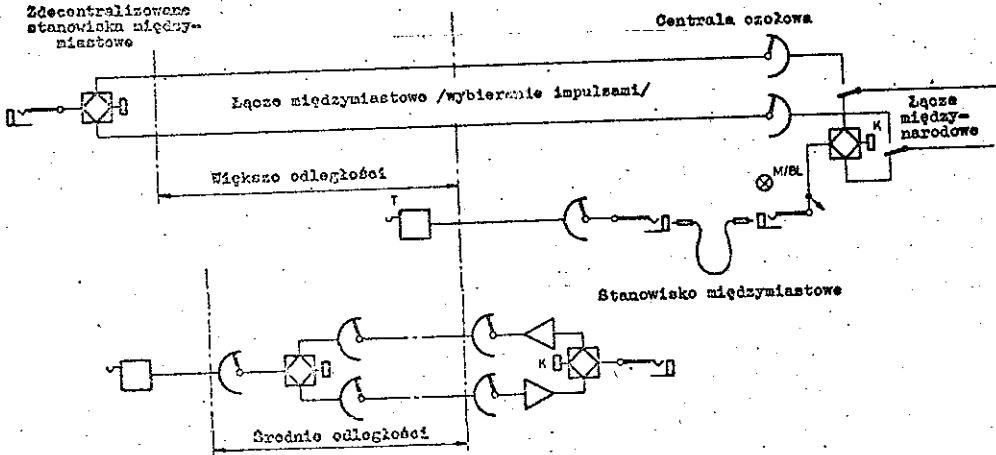 Zdecentralizowane
stanowiska między-
miastowe
Centrala czołowa
Łącze międzymiastowe /wybieranie impulsami/
Łącze
między-
narodowe
K
M/BL
Większe odległości
T
Stanowisko międzymiastowe
K
Średnie odległości